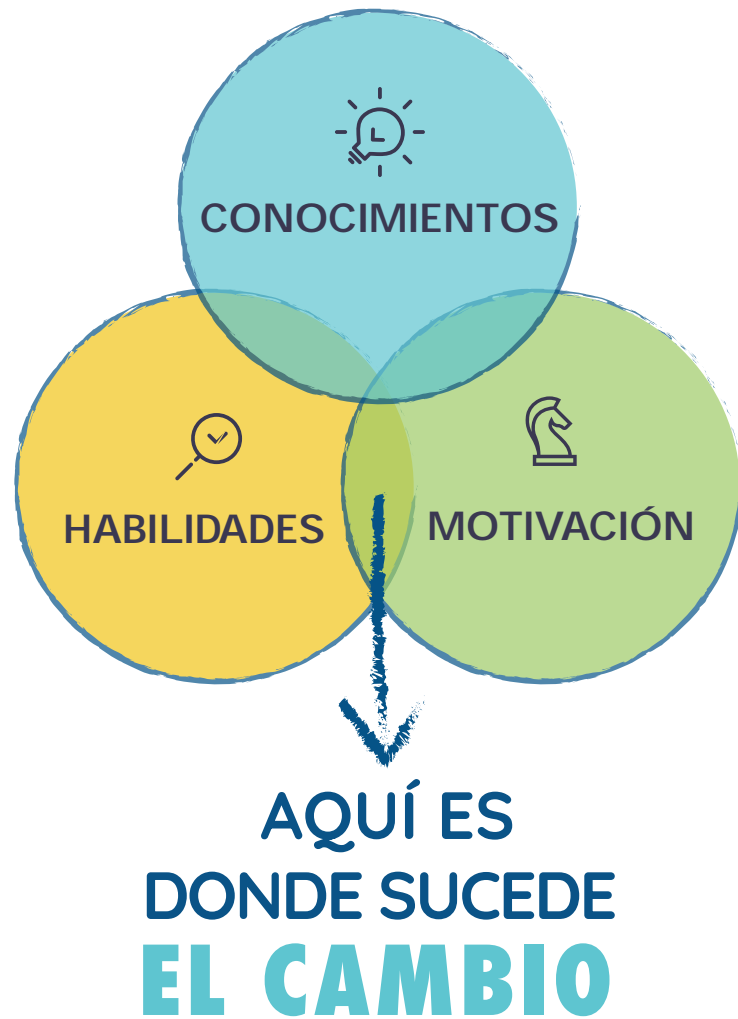 CONOCIMIENTOS
HABILIDADES
MOTIVACIÓN
AQUÍ ES
DONDE SUCEDE
EL CAMBIO